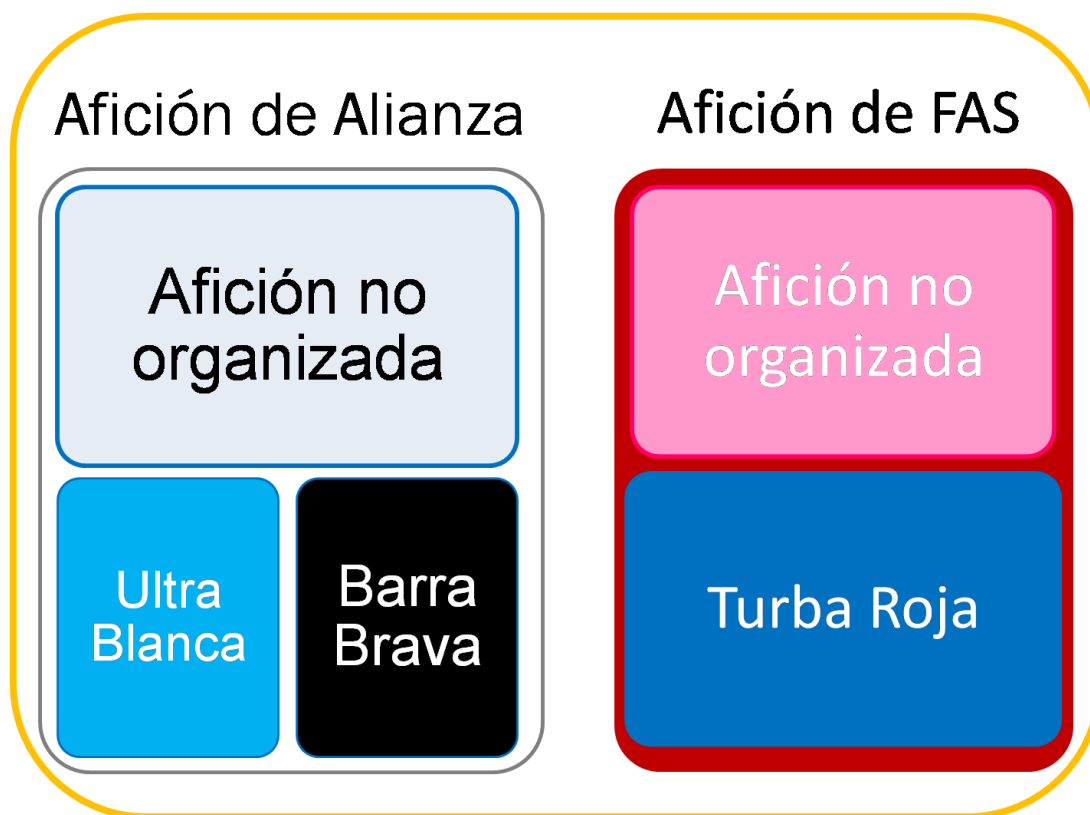 Afición de Alianza
Afición no
organizada
Ultra
Blanca
Barra
Brava
Afición de FAS
Afición no
organizada
Turba Roja